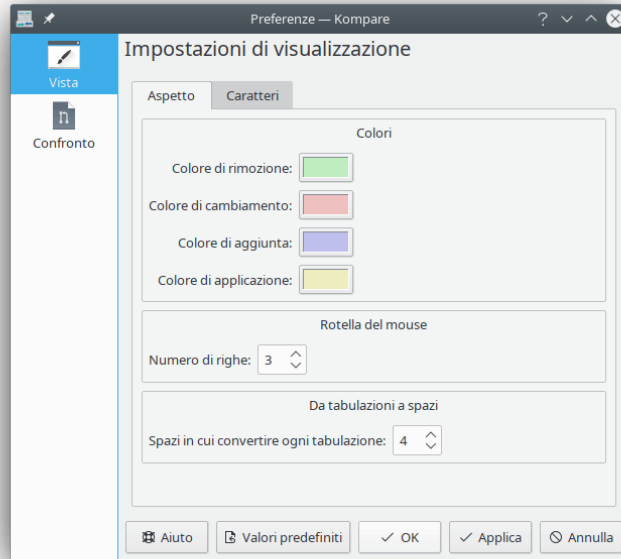 Preferenze — Kompare
Impostazioni di visualizzazione
Vista
Confronto
Aspetto Caratteri
Colori
Colore di rimozione:
Colore di cambiamento:
Colore di aggiunta:
Colore di applicazione:
Rotella del mouse
Numero di righe: 3
Da tabulazioni a spazi
Spazi in cui convertire ogni tabulazione: 4
Aiuto Valori predefiniti OK Applica Annulla